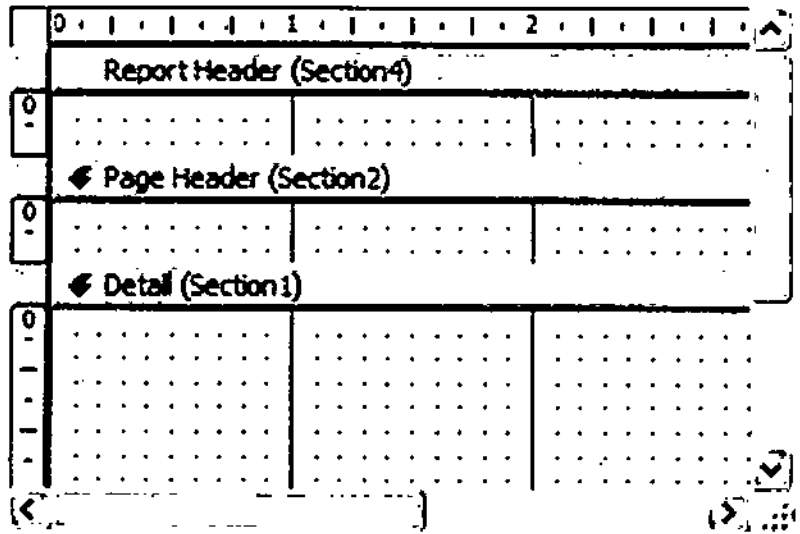 0 1 2
Report Header (Section4)
0
Page Header (Section2)
0
Detail (Section1)
0